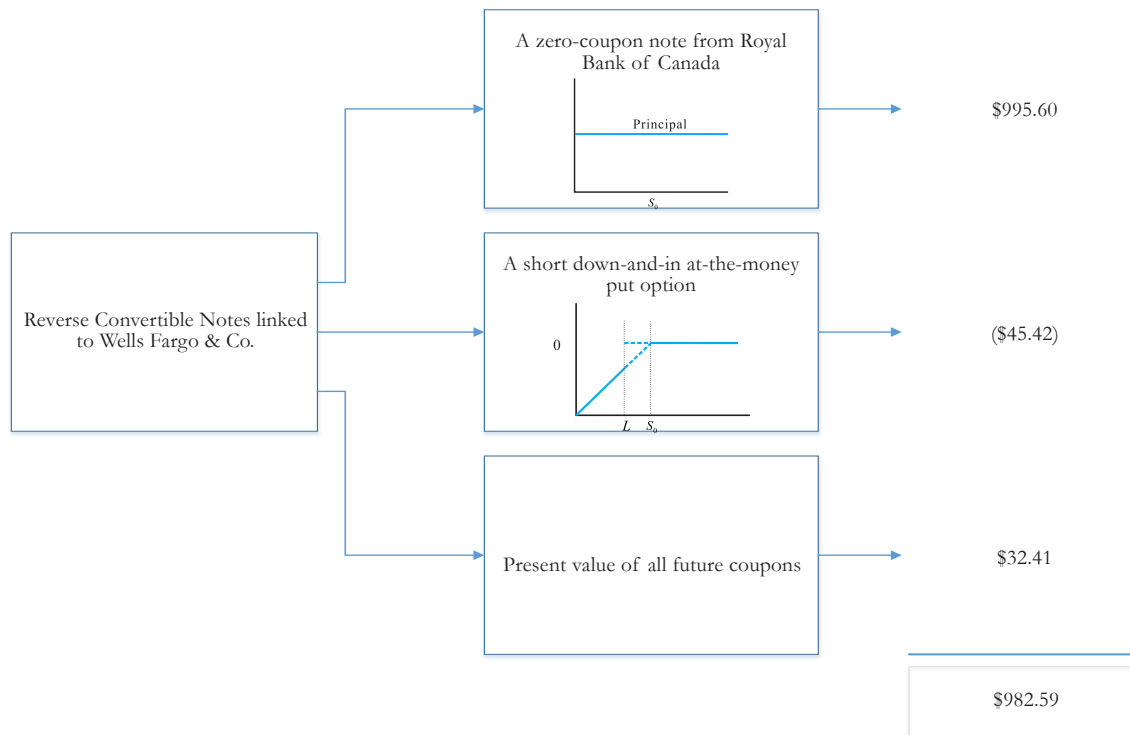 A zero-coupon note from Royal
Bank of Canada
Principal
S₀
$995.60
Reverse Convertible Notes linked
to Wells Fargo & Co.
A short down-and-in at-the-money
put option
0
L S₀
($45.42)
Present value of all future coupons
$32.41
$982.59